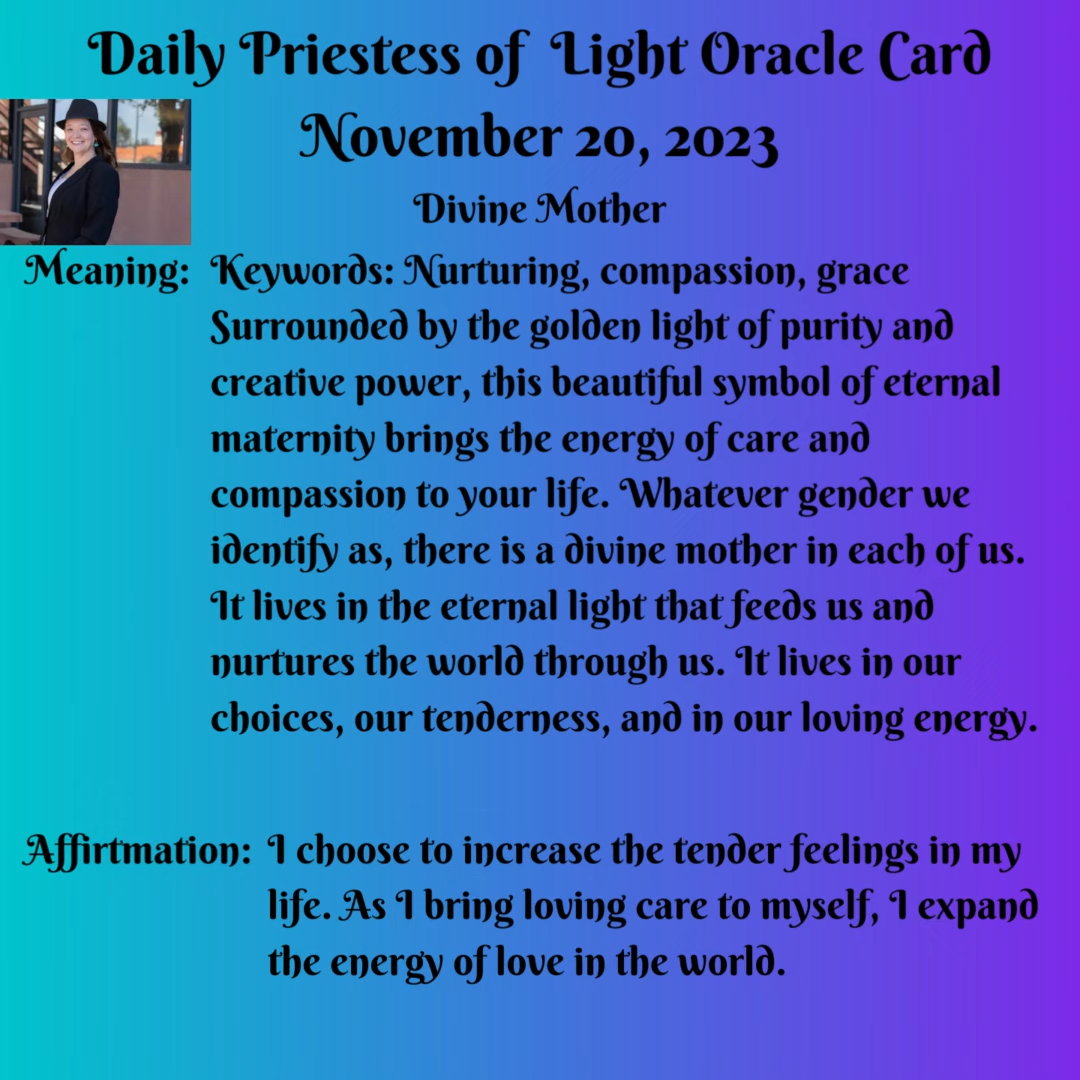 Daily Priestess of Light Oracle Card
November 20, 2023
Divine Mother
Meaning: Keywords: Nurturing, compassion, grace
Surrounded by the golden light of purity and
creative power, this beautiful symbol of eternal
maternity brings the energy of care and
compassion to your life. Whatever gender we
identify as, there is a divine mother in each of us.
It lives in the eternal light that feeds us and
nurtures the world through us. It lives in our
choices, our tenderness, and in our loving energy.
Affirtmation: I choose to increase the tender feelings in my
life. As I bring loving care to myself, I expand
the energy of love in the world.